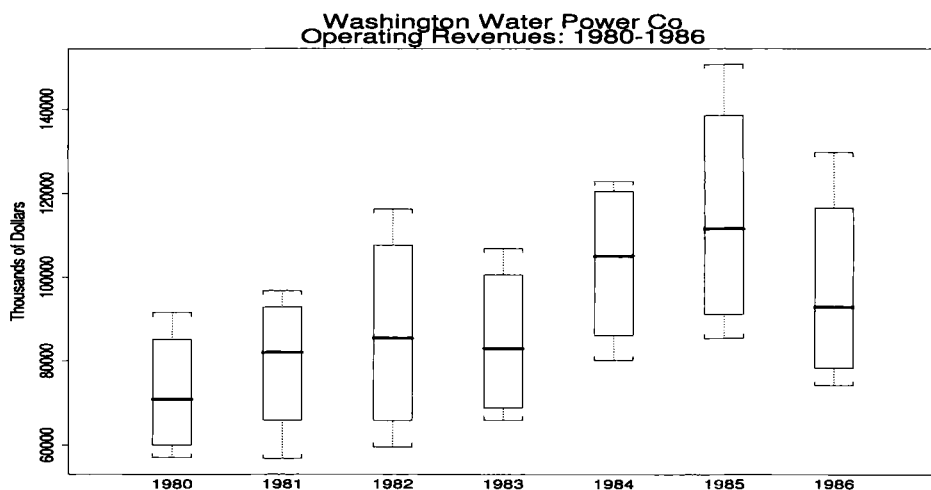 Washington Water Power Co
Operating Revenues: 1980-1986
Thousands of Dollars
140000
120000
100000
80000
60000
1980 1981 1982 1983 1984 1985 1986